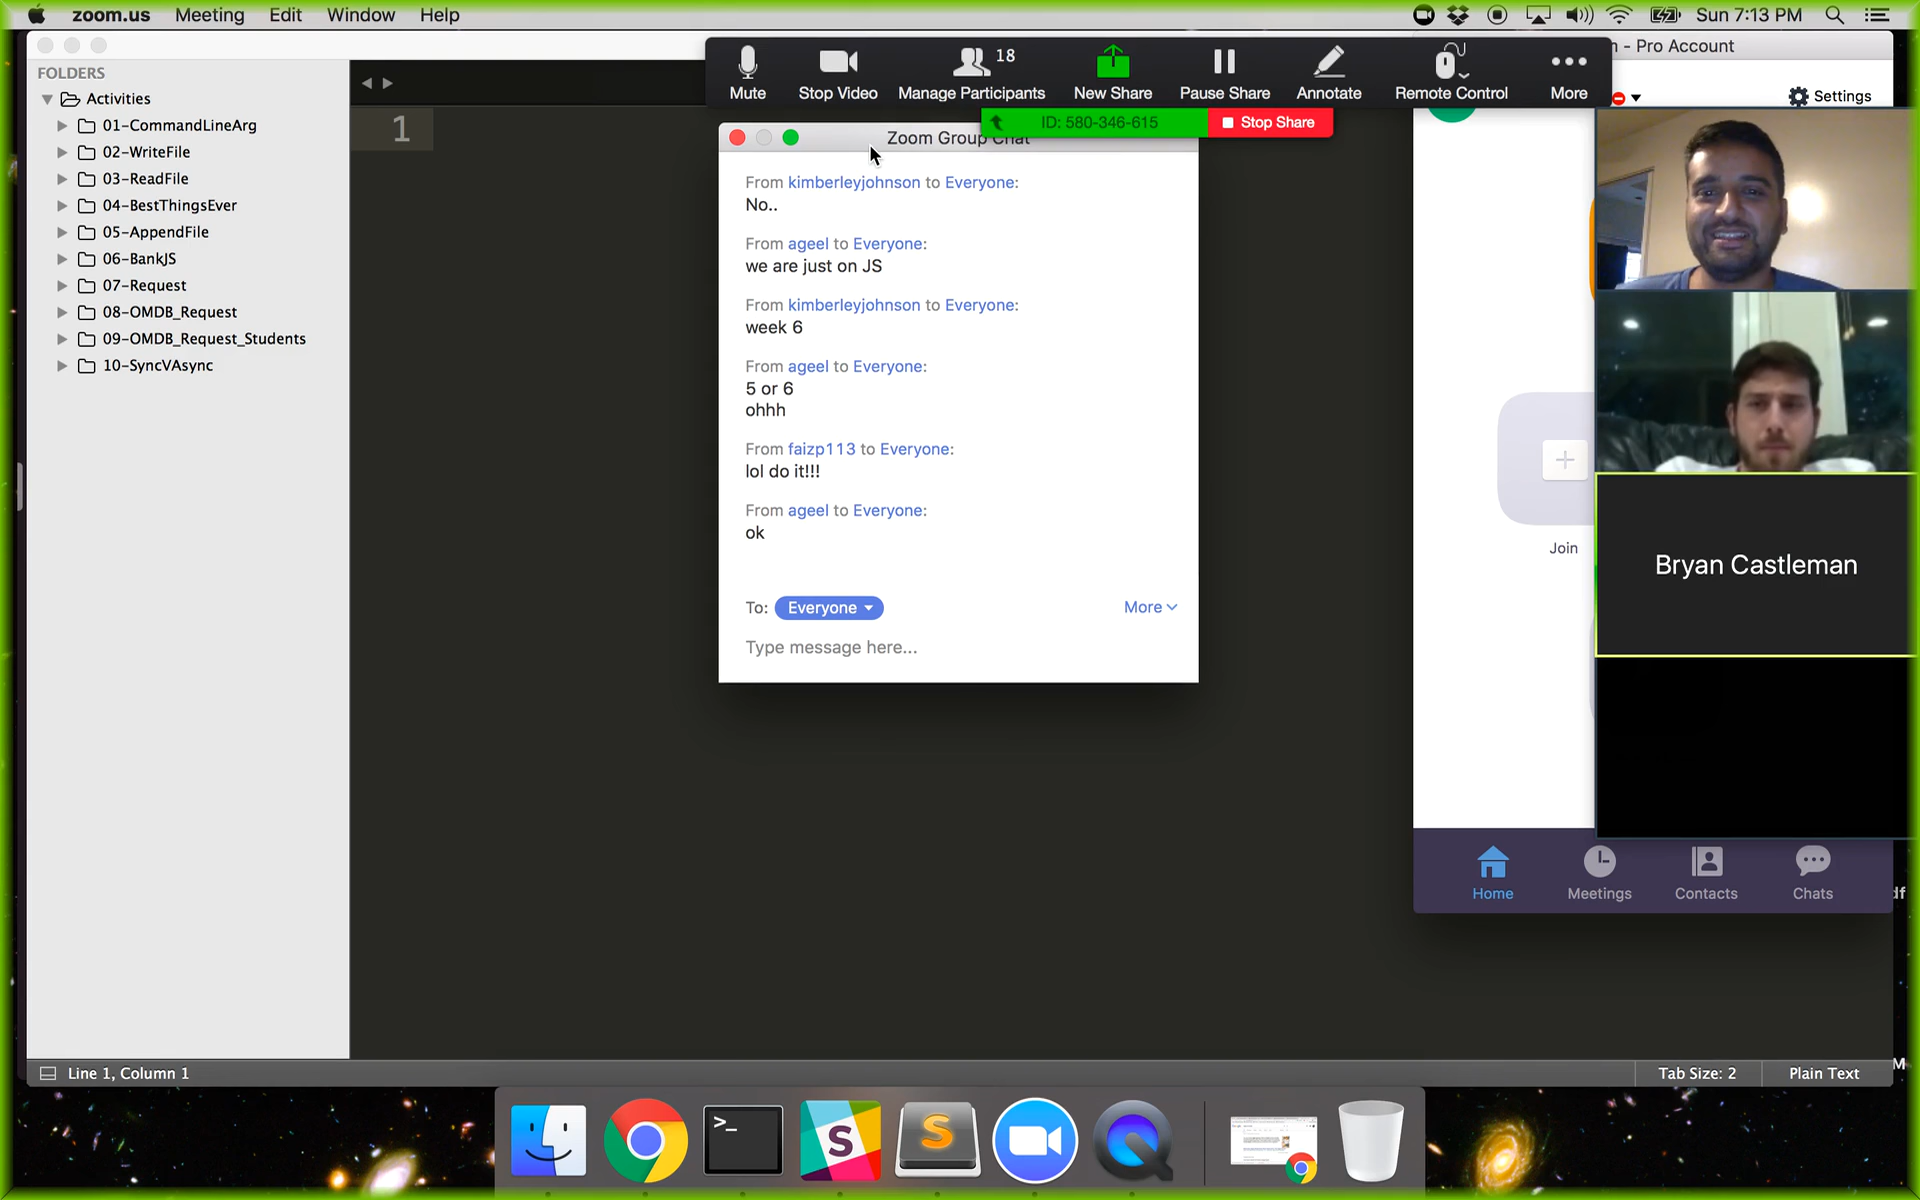 zoom.us Meeting Edit Window Help
Sun 7:13 PM
FOLDERS
Activities
01-CommandLineArg
02-WriteFile
03-ReadFile
04-BestThingsEver
05-AppendFile
06-BankJS
07-Request
08-OMDB_Request
09-OMDB_Request_Students
10-SyncVAsync
1
18
Mute
Stop Video
Manage Participants
New Share
Pause Share
Annotate
Remote Control
More
ID: 580-346-615
Stop Share
- Pro Account
Settings
Zoom Group Chat
From kimberleyjohnson to Everyone:
No..
From ageel to Everyone:
we are just on JS
From kimberleyjohnson to Everyone:
week 6
From ageel to Everyone:
5 or 6
ohhh
From faizp113 to Everyone:
lol do it!!!
From ageel to Everyone:
ok
To: Everyone
More
Type message here...
Join
Bryan Castleman
Home
Meetings
Contacts
Chats
df
Line 1, Column 1
Tab Size: 2
Plain Text
M
>_
S
S